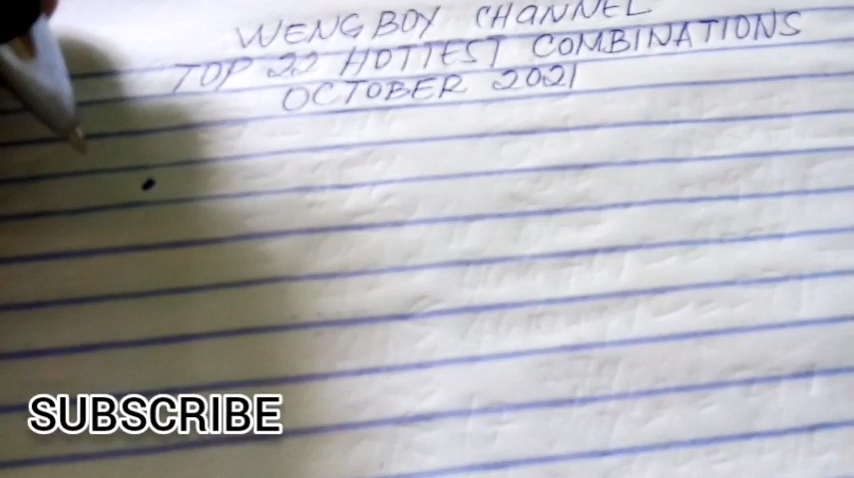 WENGBOY CHANNEL
TOP 22 HOTTEST COMBINATIONS
OCTOBER 2021
SUBSCRIBE